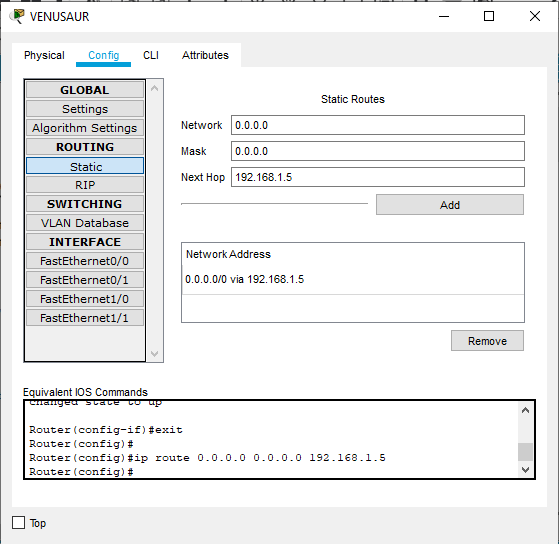 VENUSAUR
Physical Config CLI Attributes
GLOBAL
Settings
Algorithm Settings
ROUTING
Static
RIP
SWITCHING
VLAN Database
INTERFACE
FastEthernet0/0
FastEthernet0/1
FastEthernet1/0
FastEthernet1/1
Static Routes
Network 0.0.0.0
Mask 0.0.0.0
Next Hop 192.168.1.5
Add
Network Address
0.0.0.0/0 via 192.168.1.5
Remove
Equivalent IOS Commands
changed state to up
Router(config-if)#exit
Router(config)#
Router(config)#ip route 0.0.0.0 0.0.0.0 192.168.1.5
Router(config)#
Top